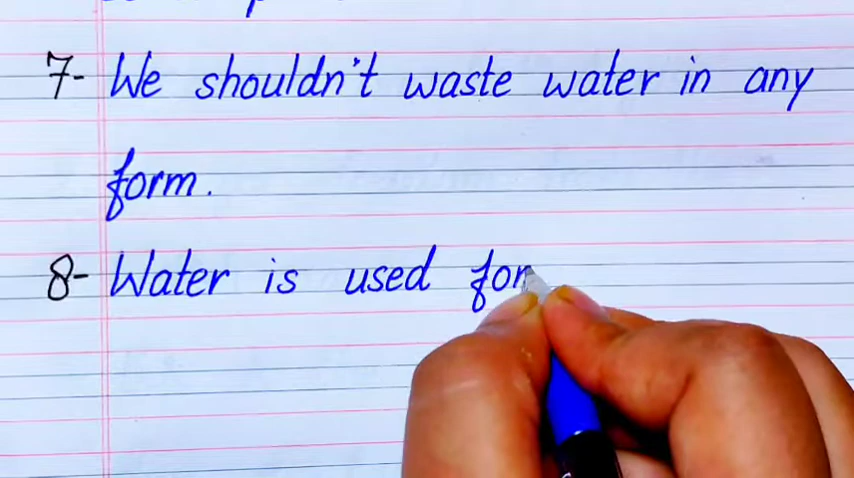 7- We shouldn't waste water in any
form.
8- Water is used for